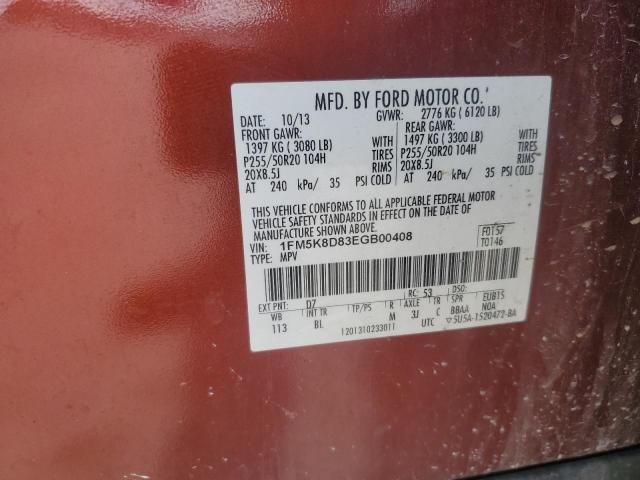 MFD. BY FORD MOTOR CO.
DATE: 10/13 GVWR: 2776 KG ( 6120 LB)
FRONT GAWR: REAR GAWR:
1397 KG ( 3080 LB) WITH 1497 KG ( 3300 LB) WITH
P255/50R20 104H TIRES P255/50R20 104H TIRES
20X8.5J RIMS 20X8.5J RIMS
AT 240 kPa/ 35 PSI COLD AT 240 kPa/ 35 PSI COLD
THIS VEHICLE CONFORMS TO ALL APPLICABLE FEDERAL MOTOR
VEHICLE SAFETY STANDARDS IN EFFECT ON THE DATE OF
MANUFACTURE SHOWN ABOVE.
VIN: 1FM5K8D83EGB00408 F0157
TYPE: MPV T0146
EXT PNT: D7 RC: 53 DSO:
WB INT TR TP/PS R AXLE TR SPR EUB1S
113 BL M 3J C BBAA N0A
1201310233011 UTC 5U5A-1520472-BA